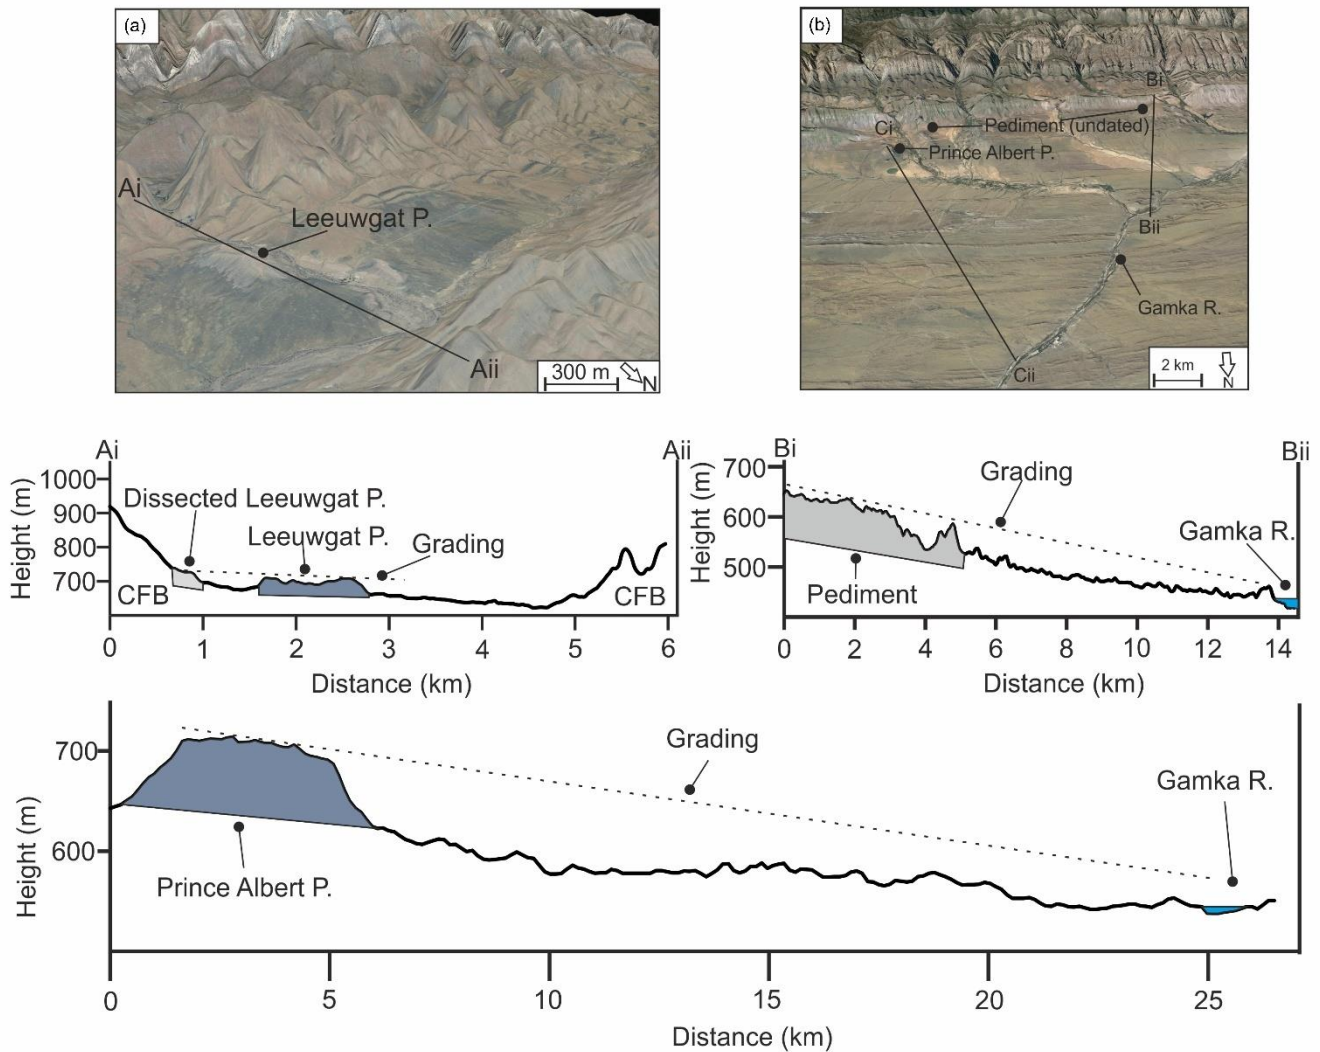 (a)
Ai
Leeuwgat P.
Aii
300 m
N
(b)
Bi
Pediment (undated)
Ci
Prince Albert P.
Bii
Gamka R.
Cii
2 km
N
Ai
Aii
Height (m)
1000
900
800
700
Dissected Leeuwgat P.
Leeuwgat P.
Grading
CFB
CFB
0 1 2 3 4 5 6
Distance (km)
Bi
Bii
Height (m)
700
600
500
Grading
Gamka R.
Pediment
0 2 4 6 8 10 12 14
Distance (km)
Height (m)
700
600
Grading
Gamka R.
Prince Albert P.
0 5 10 15 20 25
Distance (km)